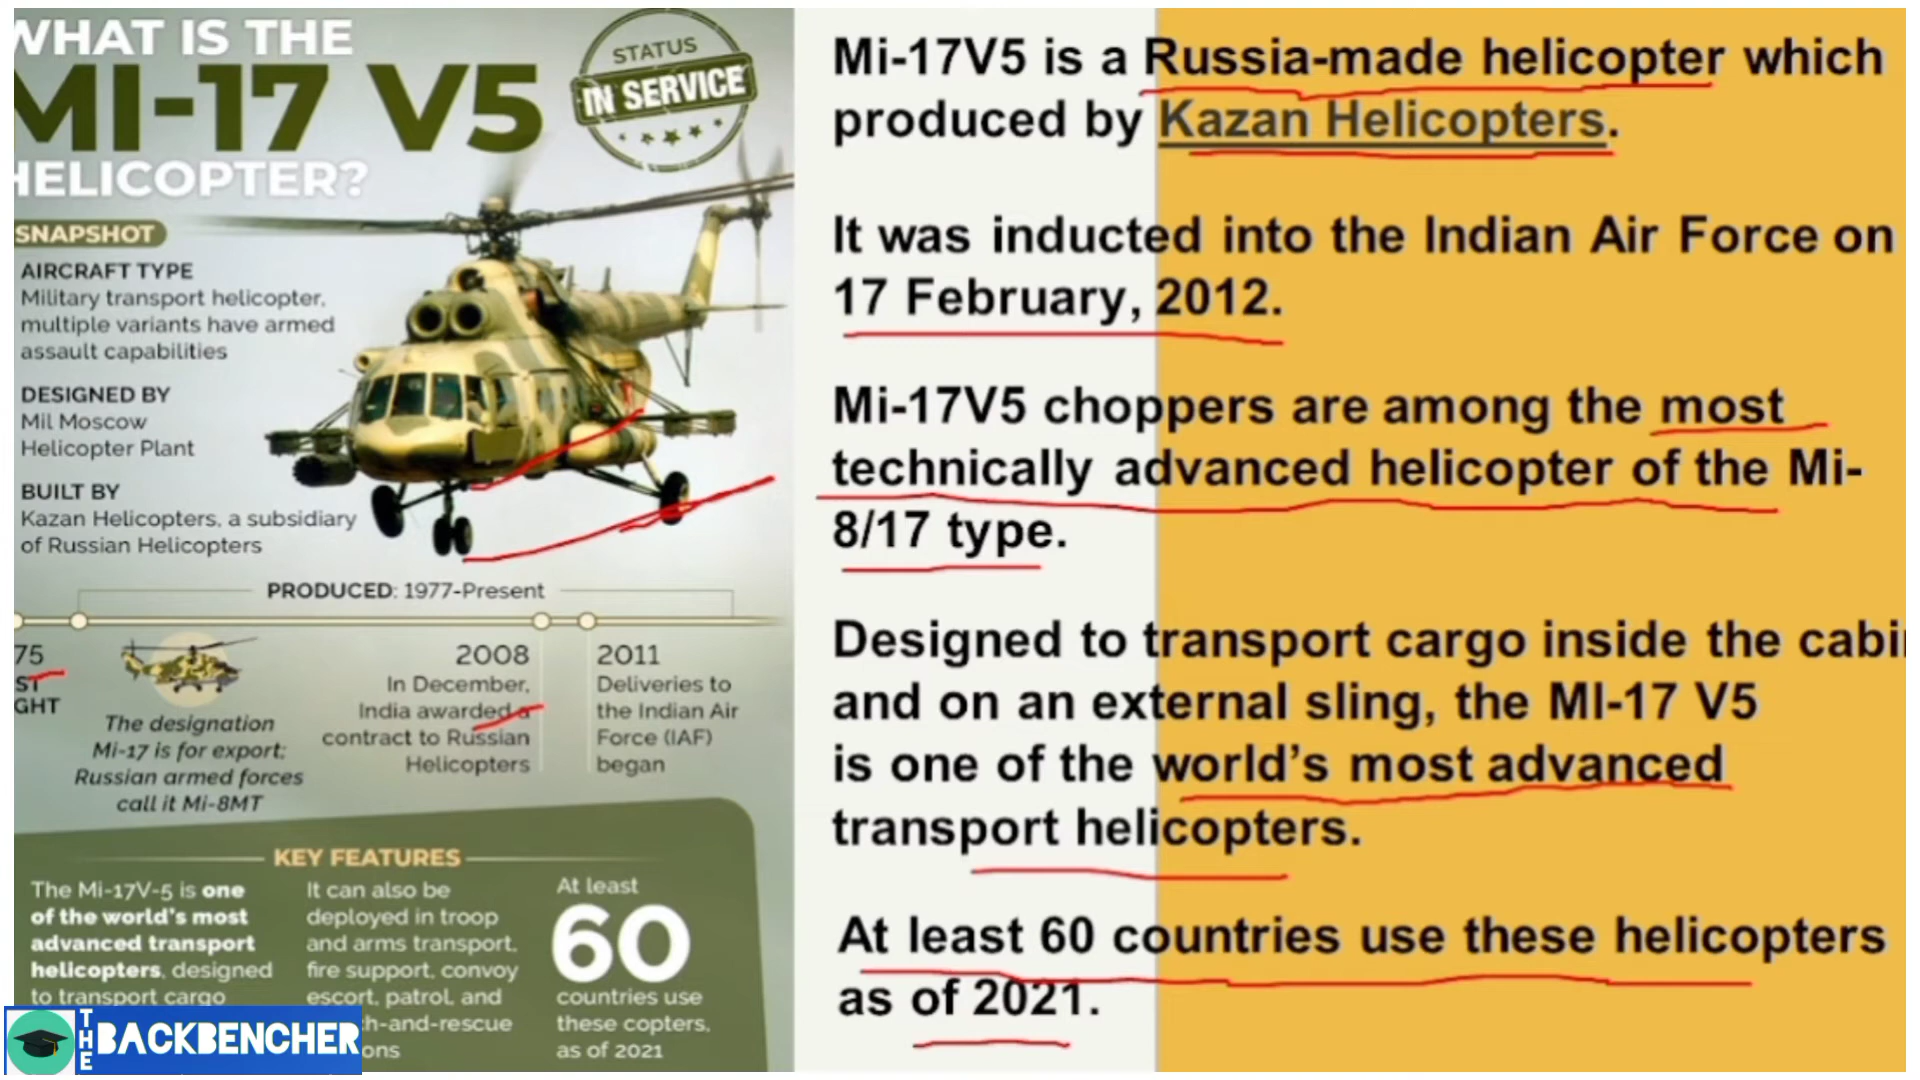 WHAT IS THE
MI-17 V5
HELICOPTER?
STATUS
IN SERVICE
SNAPSHOT
AIRCRAFT TYPE
Military transport helicopter,
multiple variants have armed
assault capabilities
DESIGNED BY
Mil Moscow
Helicopter Plant
BUILT BY
Kazan Helicopters, a subsidiary
of Russian Helicopters
PRODUCED: 1977-Present
75
ST
GHT
The designation
Mi-17 is for export;
Russian armed forces
call it Mi-8MT
2008
In December,
India awarded a
contract to Russian
Helicopters
2011
Deliveries to
the Indian Air
Force (IAF)
began
KEY FEATURES
The Mi-17V-5 is one
of the world's most
advanced transport
helicopters, designed
to transport cargo
It can also be
deployed in troop
and arms transport,
fire support, convoy
escort, patrol, and
h-and-rescue
ons
At least
60
countries use
these copters,
as of 2021
THE BACKBENCHER
Mi-17V5 is a Russia-made helicopter which
produced by Kazan Helicopters.
It was inducted into the Indian Air Force on
17 February, 2012.
Mi-17V5 choppers are among the most
technically advanced helicopter of the Mi-
8/17 type.
Designed to transport cargo inside the cabi
and on an external sling, the MI-17 V5
is one of the world’s most advanced
transport helicopters.
At least 60 countries use these helicopters
as of 2021.